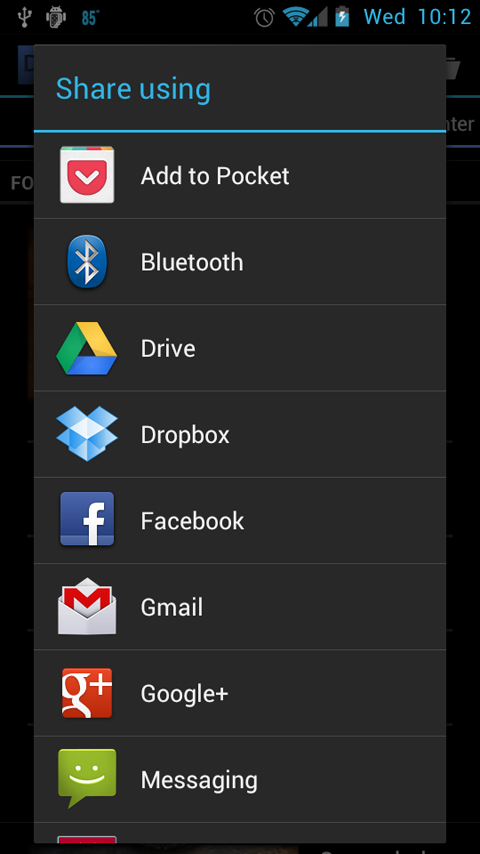 85° Wed 10:12
Share using
Add to Pocket
Bluetooth
Drive
Dropbox
Facebook
Gmail
Google+
Messaging